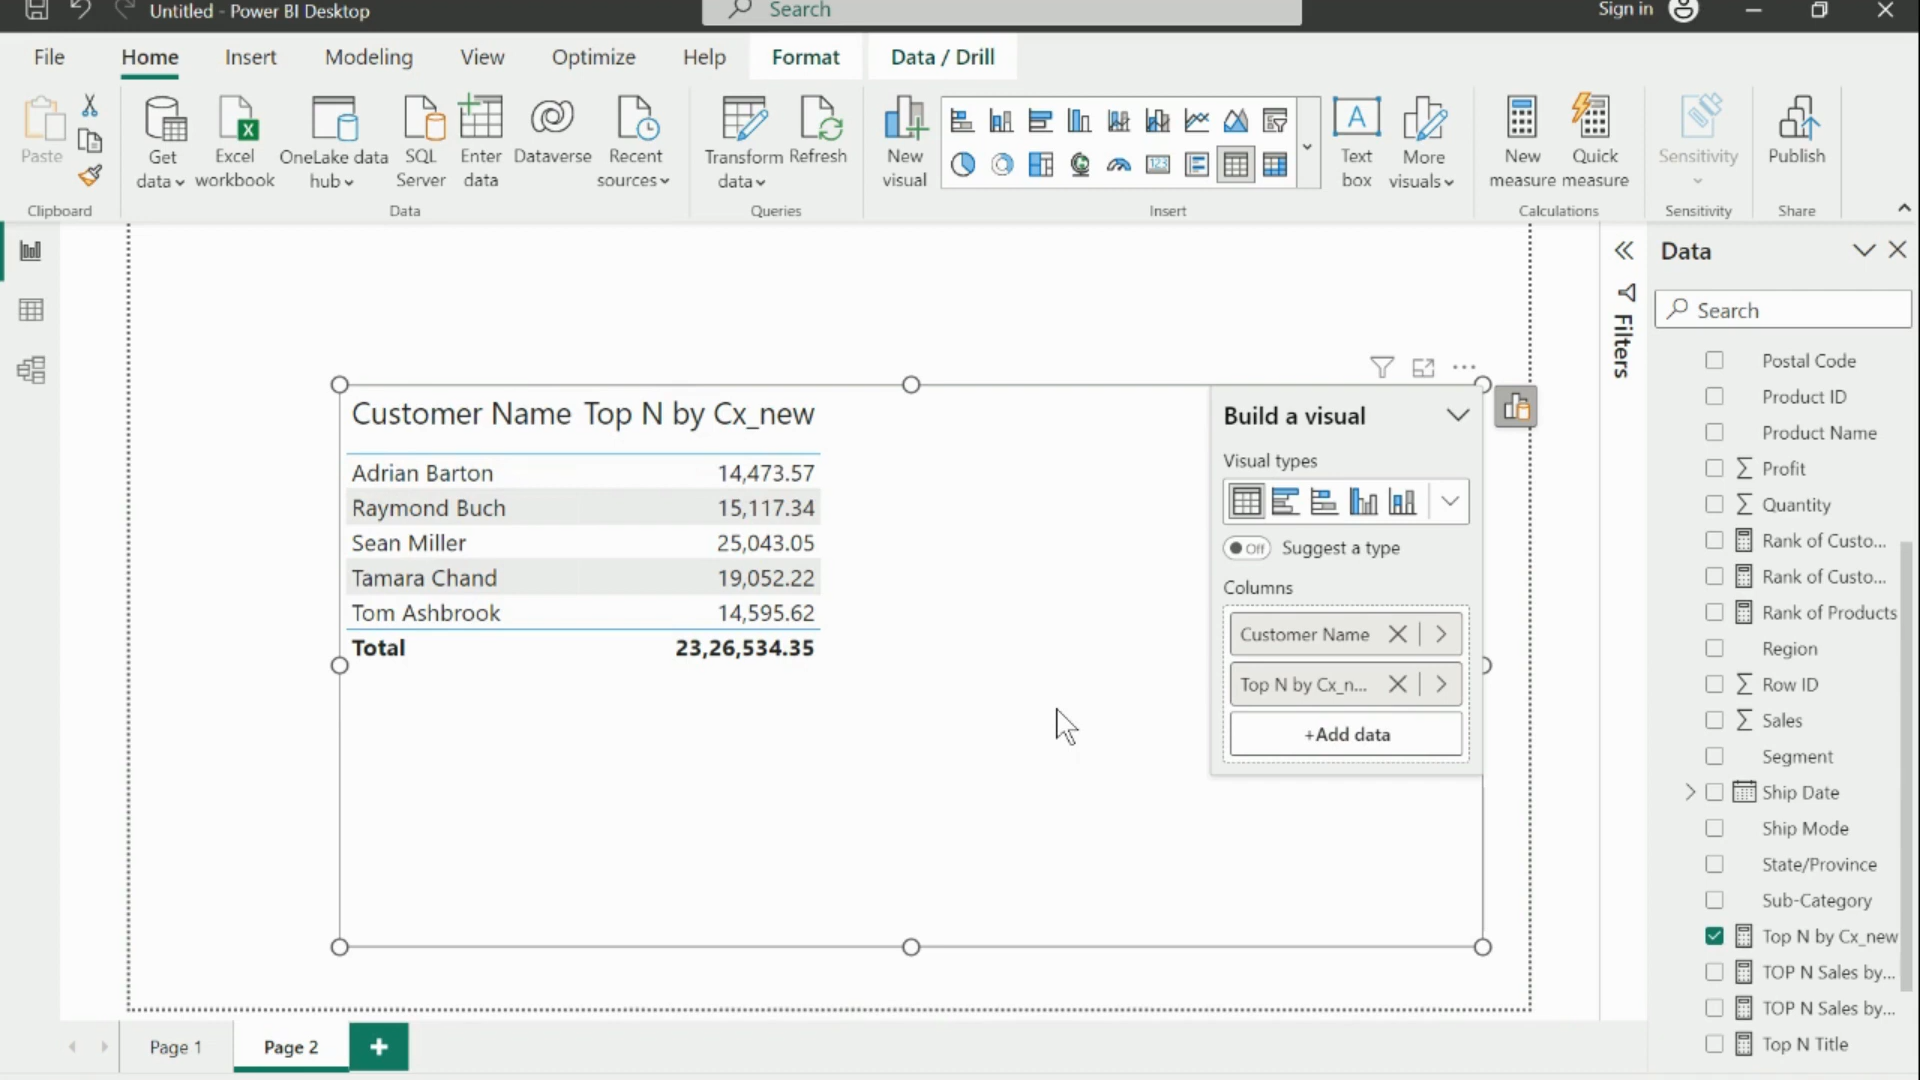 Untitled - Power BI Desktop
Search
Sign in
File
Home
Insert
Modeling
View
Optimize
Help
Format
Data / Drill
Paste
Get data
Excel workbook
OneLake data hub
SQL Server
Enter data
Dataverse
Recent sources
Transform data
Refresh
New visual
Text box
More visuals
New measure
Quick measure
Sensitivity
Publish
Clipboard
Data
Queries
Insert
Calculations
Sensitivity
Share
Customer Name Top N by Cx_new
Adrian Barton 14,473.57
Raymond Buch 15,117.34
Sean Miller 25,043.05
Tamara Chand 19,052.22
Tom Ashbrook 14,595.62
Total 23,26,534.35
Build a visual
Visual types
Off Suggest a type
Columns
Customer Name
Top N by Cx_n...
+Add data
Filters
Data
Search
Postal Code
Product ID
Product Name
Profit
Quantity
Rank of Custo...
Rank of Custo...
Rank of Products
Region
Row ID
Sales
Segment
Ship Date
Ship Mode
State/Province
Sub-Category
Top N by Cx_new
TOP N Sales by...
TOP N Sales by...
Top N Title
Page 1
Page 2